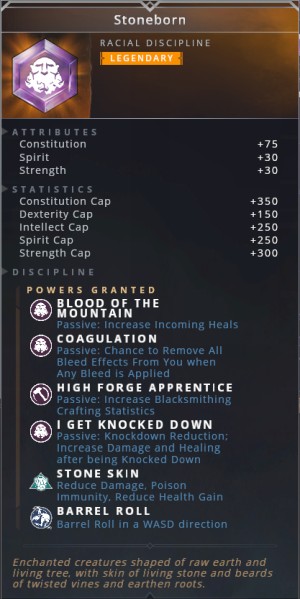 Stoneborn
RACIAL DISCIPLINE
LEGENDARY
ATTRIBUTES
Constitution +75
Spirit +30
Strength +30
STATISTICS
Constitution Cap +350
Dexterity Cap +150
Intellect Cap +250
Spirit Cap +250
Strength Cap +300
DISCIPLINE
POWERS GRANTED
BLOOD OF THE
MOUNTAIN
Passive: Increase Incoming Heals
COAGULATION
Passive: Chance to Remove All
Bleed Effects From You when
Any Bleed is Applied
HIGH FORGE APPRENTICE
Passive: Increase Blacksmithing
Crafting Statistics
I GET KNOCKED DOWN
Passive: Knockdown Reduction;
Increase Damage and Healing
after being Knocked Down
STONE SKIN
Reduce Damage, Poison
Immunity, Reduce Health Gain
BARREL ROLL
Barrel Roll in a WASD direction
Enchanted creatures shaped of raw earth and
living tree, with skin of living stone and beards
of twisted vines and earthen roots.